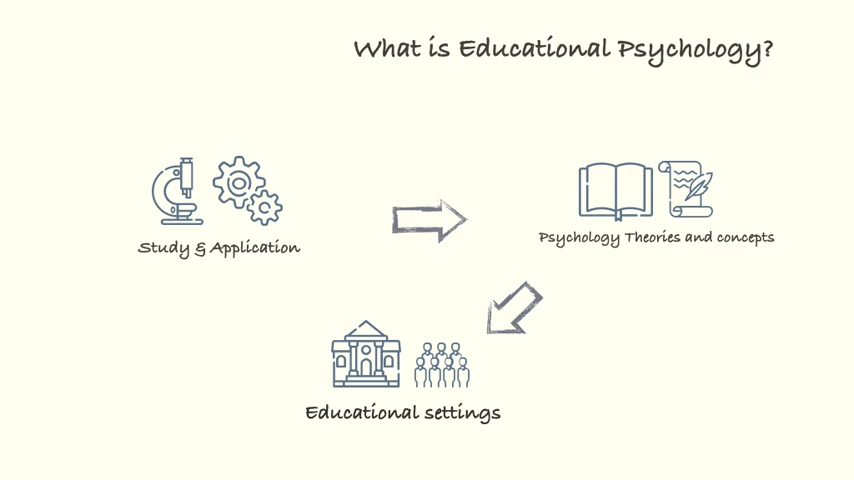 What is Educational Psychology?
Study & Application
Psychology Theories and concepts
Educational settings